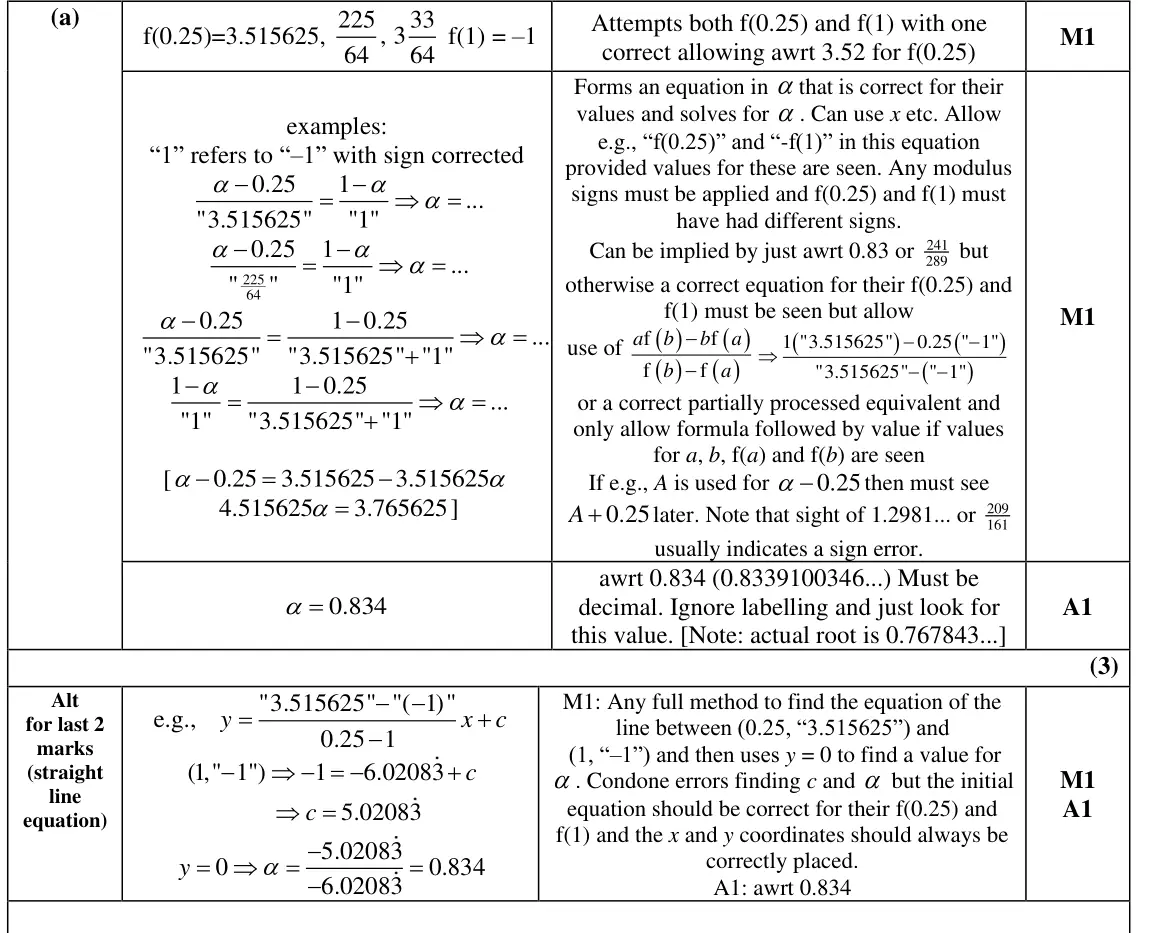 (a)
f(0.25)=3.515625, 225/64, 3 33/64 f(1) = –1
Attempts both f(0.25) and f(1) with one
correct allowing awrt 3.52 for f(0.25)
M1
examples:
“1” refers to “–1” with sign corrected
(α − 0.25)/"3.515625" = (1 − α)/"1" ⇒ α = ...
(α − 0.25)/"225/64" = (1 − α)/"1" ⇒ α = ...
(α − 0.25)/"3.515625" = (1 − 0.25)/("3.515625"+"1") ⇒ α = ...
(1 − α)/"1" = (1 − 0.25)/("3.515625"+"1") ⇒ α = ...
[α − 0.25 = 3.515625 − 3.515625α
4.515625α = 3.765625]
Forms an equation in α that is correct for their
values and solves for α . Can use x etc. Allow
e.g., “f(0.25)” and “-f(1)” in this equation
provided values for these are seen. Any modulus
signs must be applied and f(0.25) and f(1) must
have had different signs.
Can be implied by just awrt 0.83 or 241/289 but
otherwise a correct equation for their f(0.25) and
f(1) must be seen but allow
use of (af(b) − bf(a))/(f(b) − f(a)) ⇒ (1("3.515625") − 0.25("−1"))/("3.515625"−("−1"))
or a correct partially processed equivalent and
only allow formula followed by value if values
for a, b, f(a) and f(b) are seen
If e.g., A is used for α − 0.25 then must see
A + 0.25 later. Note that sight of 1.2981... or 209/161
usually indicates a sign error.
M1
α = 0.834
awrt 0.834 (0.8339100346...) Must be
decimal. Ignore labelling and just look for
this value. [Note: actual root is 0.767843...]
A1
(3)
Alt
for last 2
marks
(straight
line
equation)
e.g., y = ("3.515625"−"(−1)")/(0.25 − 1) x + c
(1,"−1") ⇒ −1 = −6.02083̇ + c
⇒ c = 5.02083̇
y = 0 ⇒ α = −5.02083̇/−6.02083̇ = 0.834
M1: Any full method to find the equation of the
line between (0.25, “3.515625”) and
(1, “–1”) and then uses y = 0 to find a value for
α . Condone errors finding c and α but the initial
equation should be correct for their f(0.25) and
f(1) and the x and y coordinates should always be
correctly placed.
A1: awrt 0.834
M1
A1